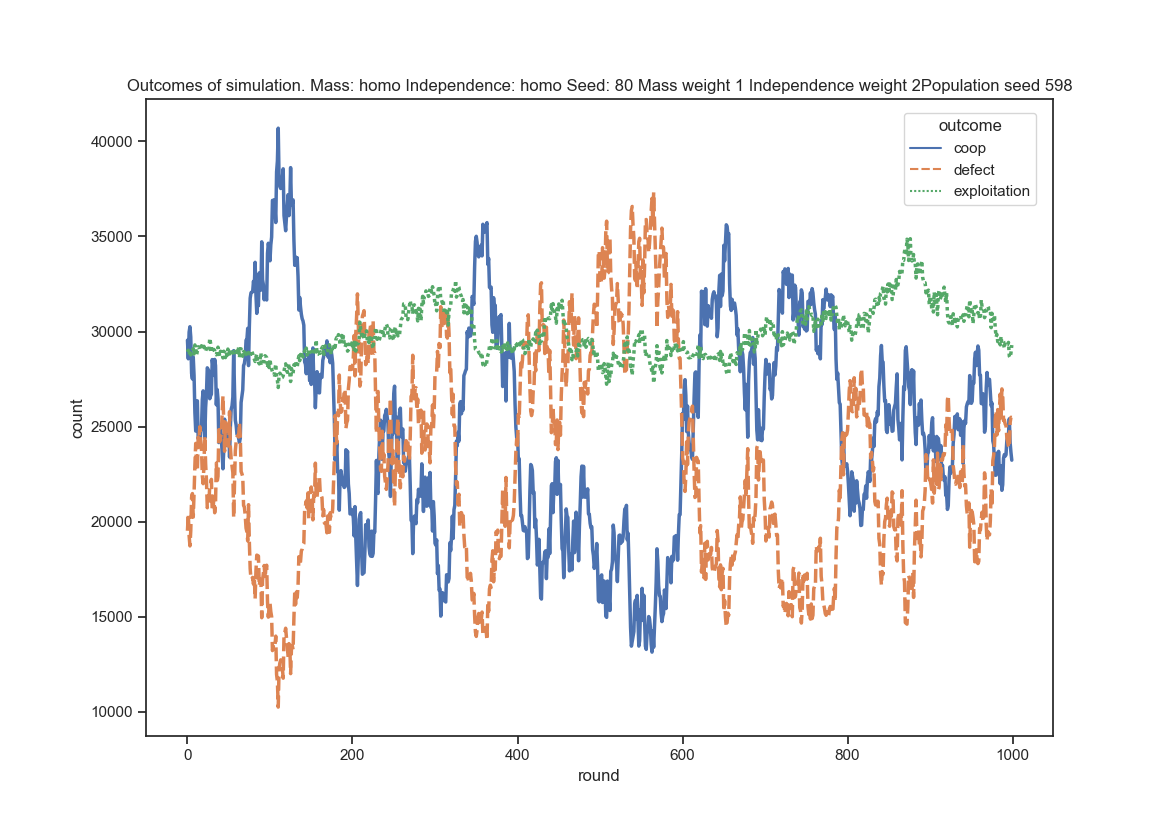 Outcomes of simulation. Mass: homo Independence: homo Seed: 80 Mass weight 1 Independence weight 2Population seed 598
outcome
coop
defect
exploitation
40000
35000
30000
25000
20000
15000
10000
count
0 200 400 600 800 1000
round